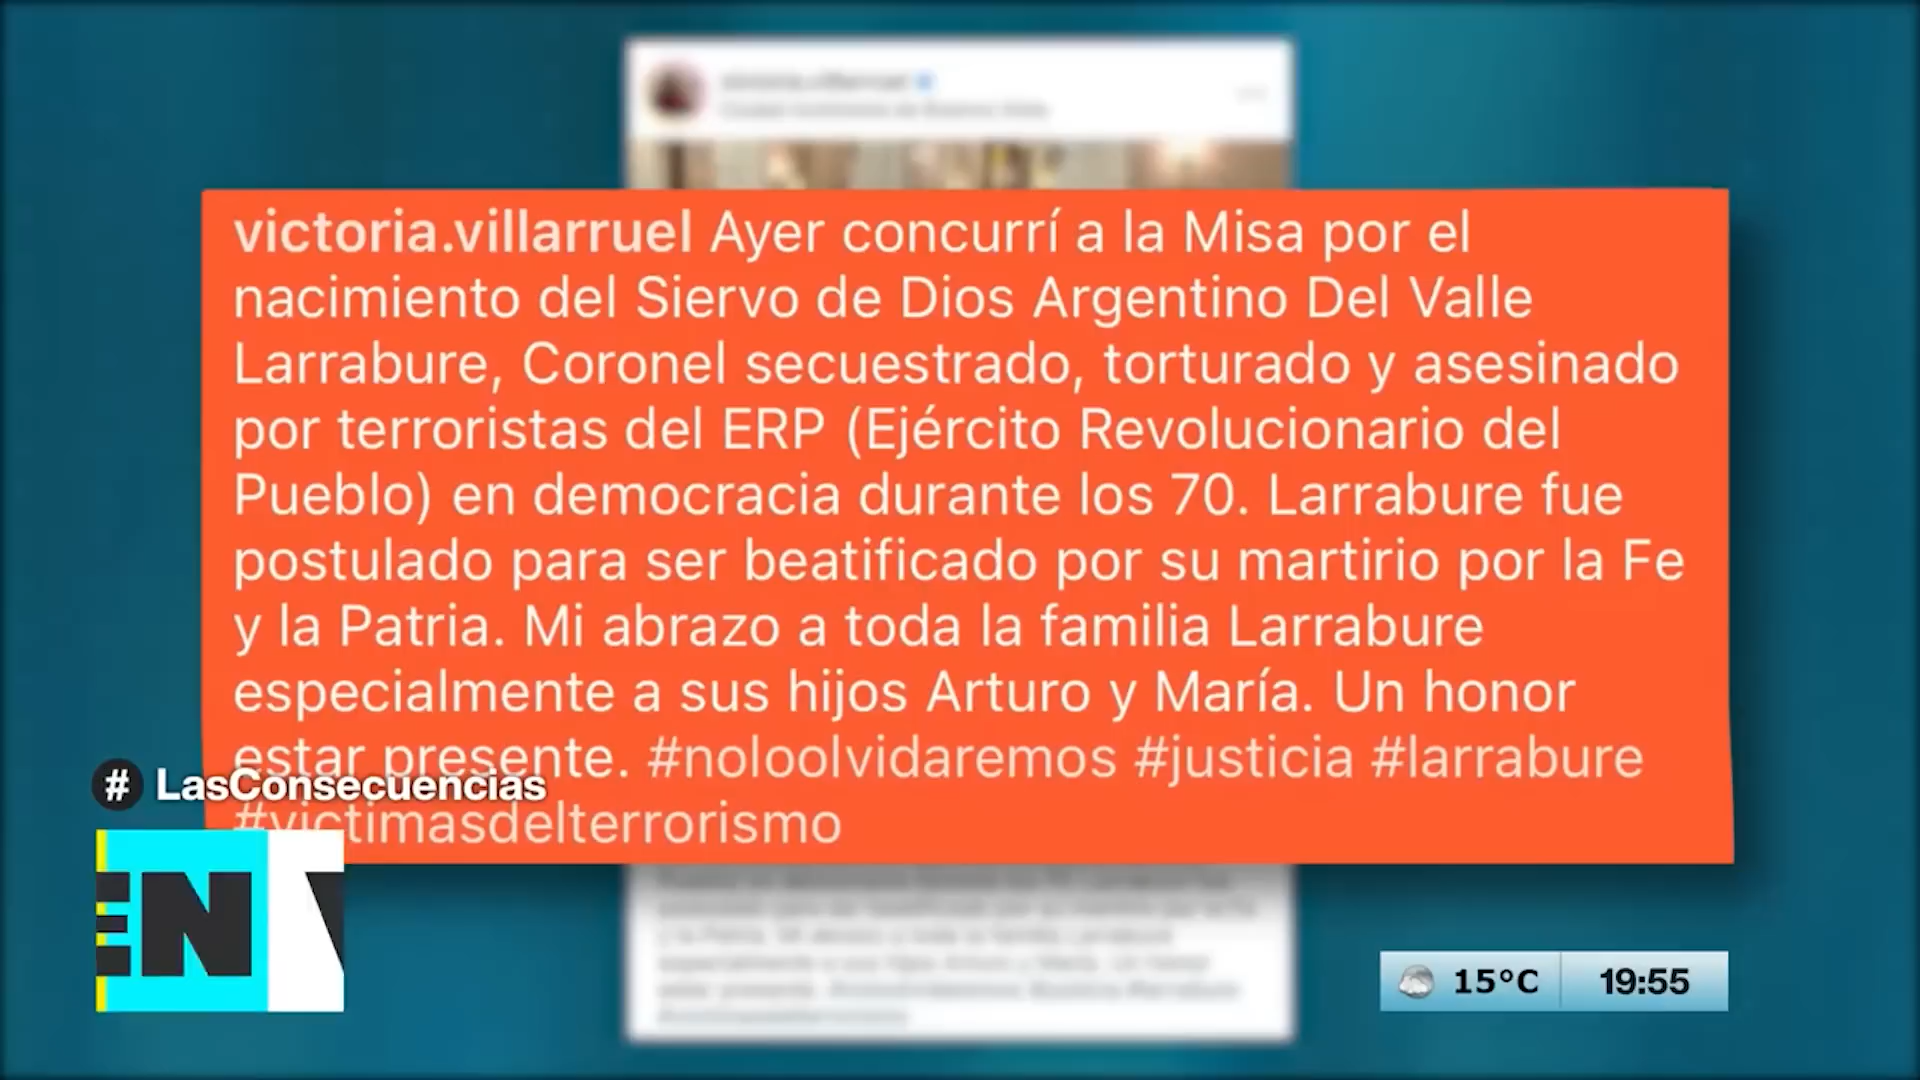 victoria.villarruel Ayer concurrí a la Misa por el
nacimiento del Siervo de Dios Argentino Del Valle
Larrabure, Coronel secuestrado, torturado y asesinado
por terroristas del ERP (Ejército Revolucionario del
Pueblo) en democracia durante los 70. Larrabure fue
postulado para ser beatificado por su martirio por la Fe
y la Patria. Mi abrazo a toda la familia Larrabure
especialmente a sus hijos Arturo y María. Un honor
estar presente. #noloolvidaremos #justicia #larrabure
#victimasdelterrorismo
# LasConsecuencias
EN
15°C 19:55